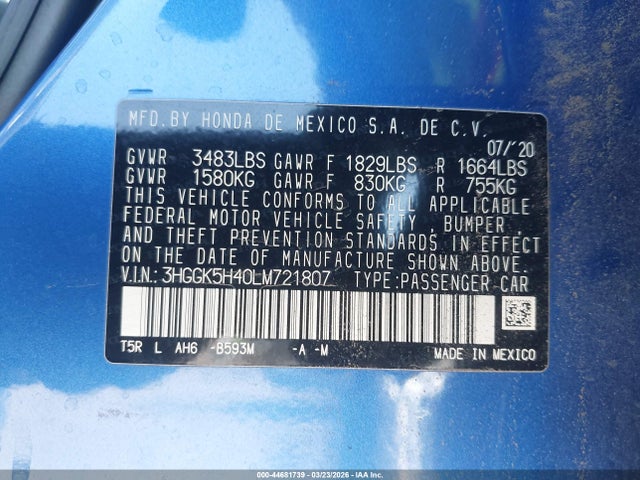 MFD. BY HONDA DE MEXICO S.A. DE C.V.
07/'20
GVWR 3483LBS GAWR F 1829LBS R 1664LBS
GVWR 1580KG GAWR F 830KG R 755KG
THIS VEHICLE CONFORMS TO ALL APPLICABLE
FEDERAL MOTOR VEHICLE SAFETY, BUMPER,
& THEFT PREVENTION STANDARDS IN EFFECT
ON THE DATE OF MANUFACTURE SHOWN ABOVE.
V.I.N.: 3HGGK5H40LM721807 TYPE: PASSENGER CAR
T5R L AH6 -B593M -A -M MADE IN MEXICO
000-44681739 - 03/23/2026 - IAA Inc.